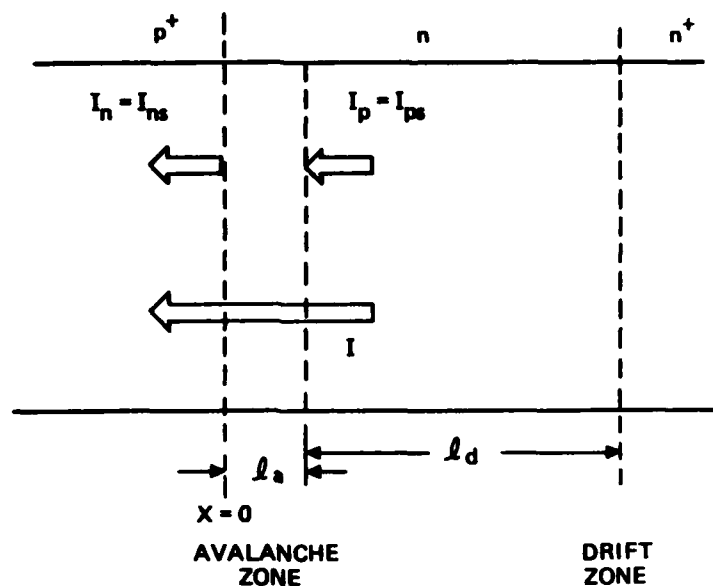 p+ n n+
I_n = I_ns I_p = I_ps
I
ℓ_a ℓ_d
X = 0
AVALANCHE ZONE
DRIFT ZONE